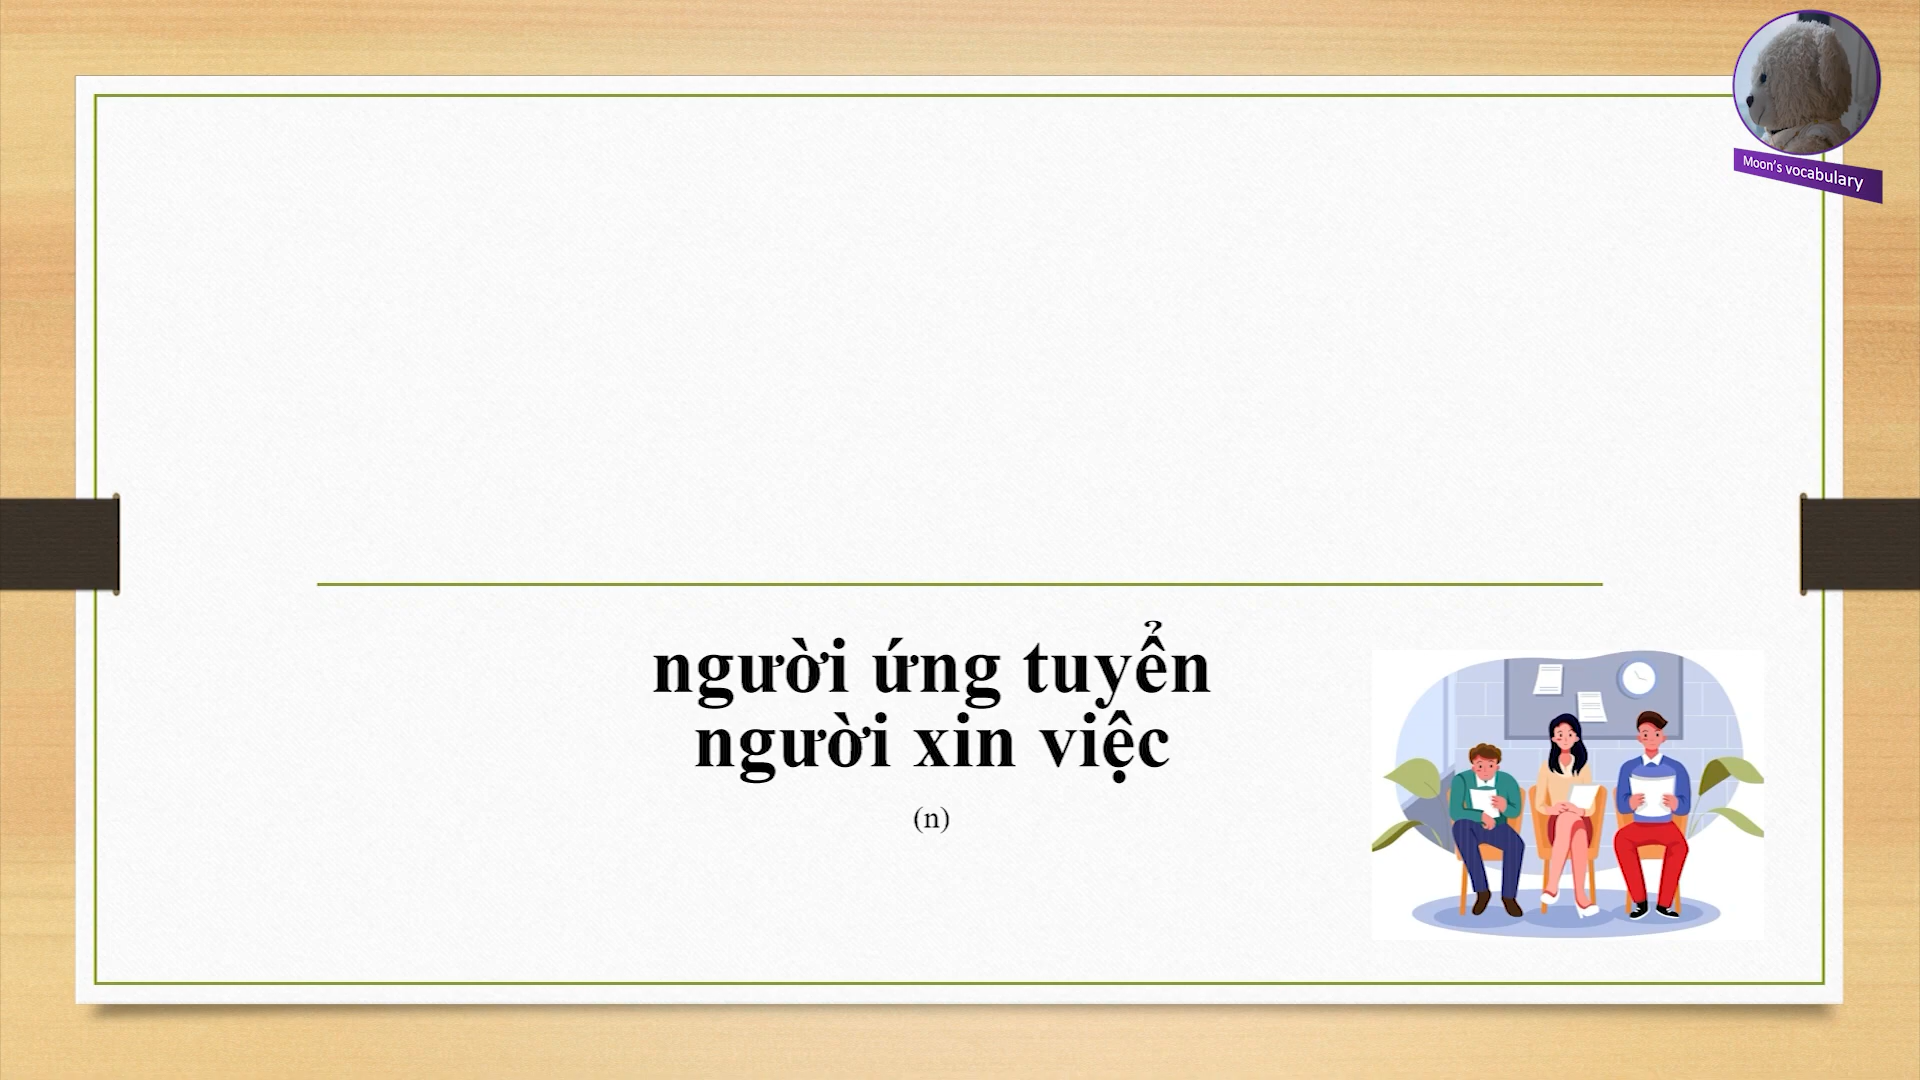 Moon's vocabulary
người ứng tuyển
người xin việc
(n)